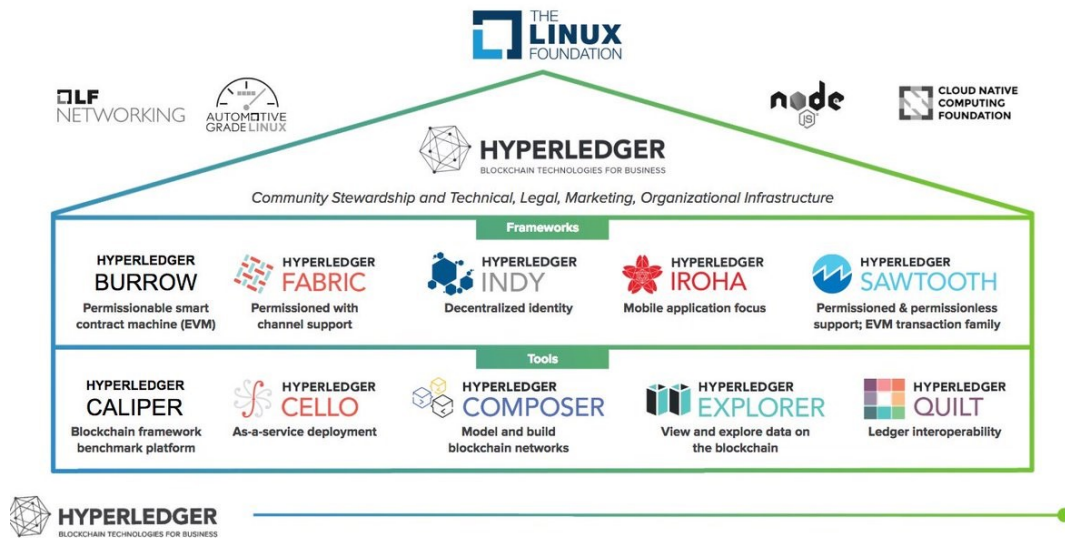 THE
LINUX
FOUNDATION
LF
NETWORKING
AUTOMOTIVE
GRADE LINUX
node
JS
CLOUD NATIVE
COMPUTING
FOUNDATION
HYPERLEDGER
BLOCKCHAIN TECHNOLOGIES FOR BUSINESS
Community Stewardship and Technical, Legal, Marketing, Organizational Infrastructure
Frameworks
HYPERLEDGER
BURROW
Permissionable smart
contract machine (EVM)
HYPERLEDGER
FABRIC
Permissioned with
channel support
HYPERLEDGER
INDY
Decentralized identity
HYPERLEDGER
IROHA
Mobile application focus
HYPERLEDGER
SAWTOOTH
Permissioned & permissionless
support; EVM transaction family
Tools
HYPERLEDGER
CALIPER
Blockchain framework
benchmark platform
HYPERLEDGER
CELLO
As-a-service deployment
HYPERLEDGER
COMPOSER
Model and build
blockchain networks
HYPERLEDGER
EXPLORER
View and explore data on
the blockchain
HYPERLEDGER
QUILT
Ledger interoperability
HYPERLEDGER
BLOCKCHAIN TECHNOLOGIES FOR BUSINESS